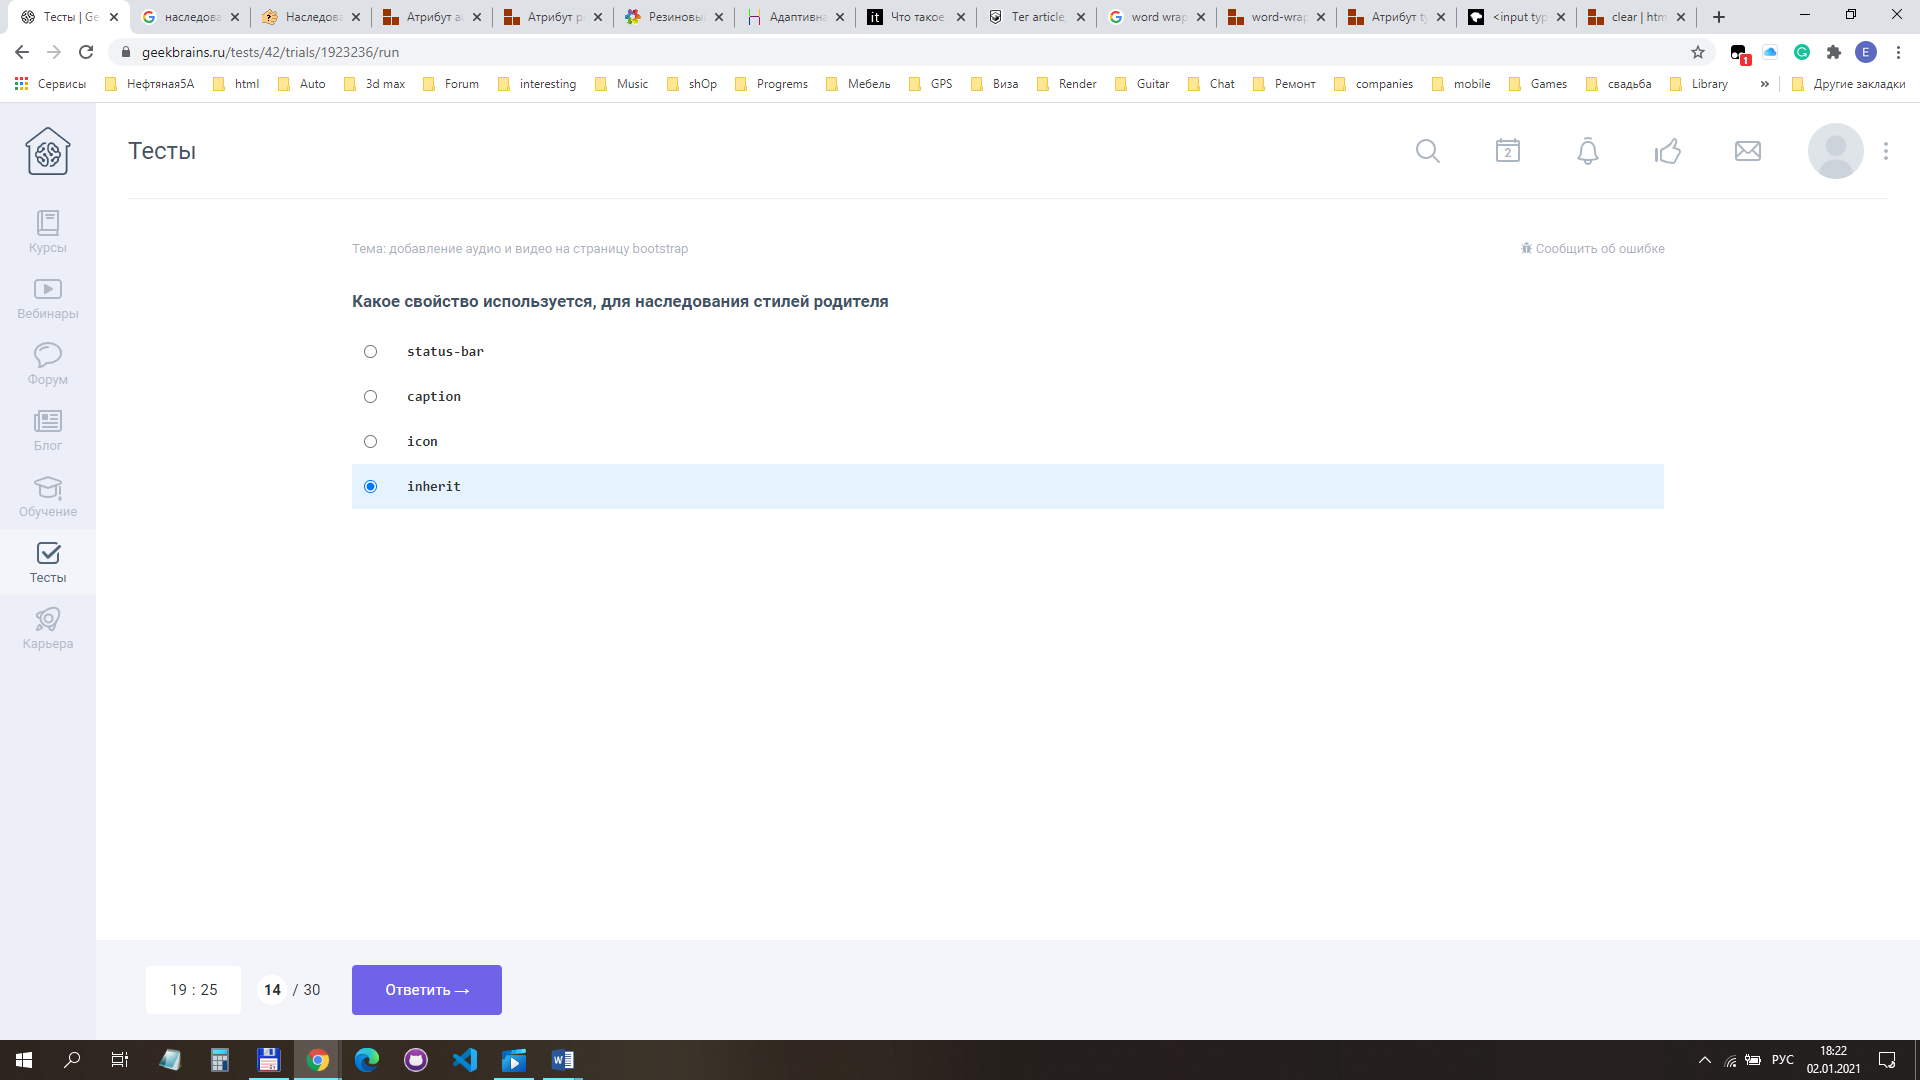 Тесты | Ge
наследова
Наследова
Атрибут a
Атрибут p
Резиновы
Адаптивна
Что такое
Тег article,
word wrap
word-wrap
Атрибут ty
<input typ
clear | htm
geekbrains.ru/tests/42/trials/1923236/run
1
E
Сервисы
Нефтяная5А
html
Auto
3d max
Forum
interesting
Music
shOp
Progrems
Мебель
GPS
Виза
Render
Guitar
Chat
Ремонт
companies
mobile
Games
свадьба
Library
»
Другие закладки
Тесты
2
Курсы
Вебинары
Форум
Блог
Обучение
Тесты
Карьера
Тема: добавление аудио и видео на страницу bootstrap
Сообщить об ошибке
Какое свойство используется, для наследования стилей родителя
status-bar
caption
icon
inherit
19 : 25
14 / 30
Ответить →
РУС
18:22
02.01.2021